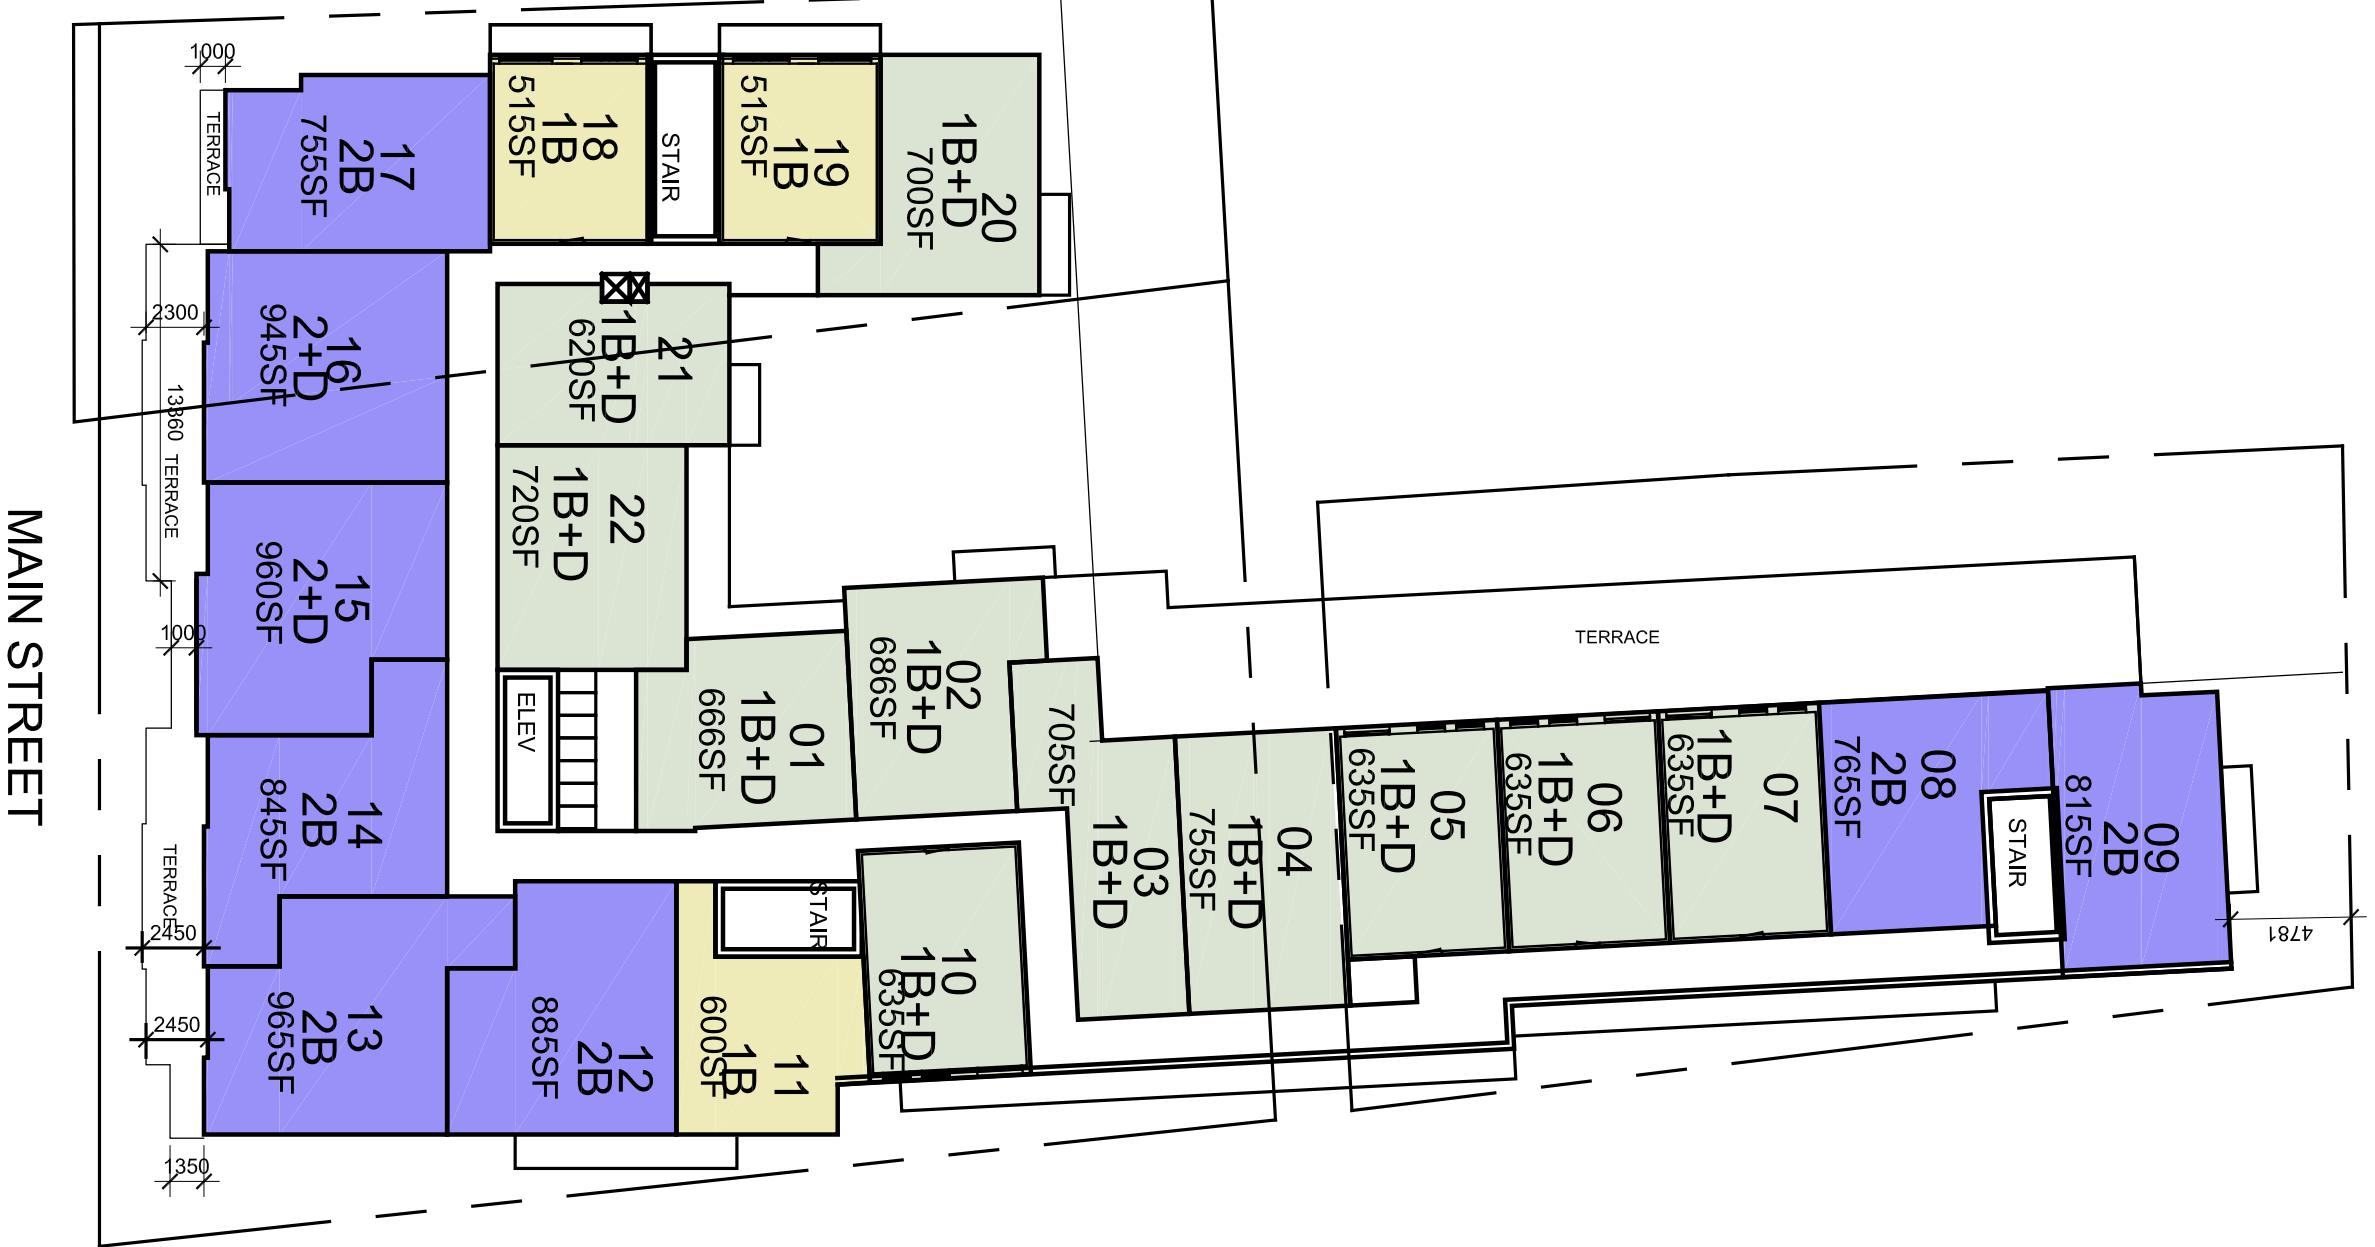 MAIN STREET
1000
TERRACE
17
2B
755SF
18
1B
515SF
STAIR
19
1B
515SF
20
1B+D
700SF
2300
13360
TERRACE
16
2+D
945SF
21
1B+D
620SF
22
1B+D
720SF
15
2+D
960SF
1000
ELEV
01
1B+D
666SF
02
1B+D
686SF
03
1B+D
705SF
04
1B+D
755SF
05
1B+D
635SF
06
1B+D
635SF
07
1B+D
635SF
08
2B
765SF
STAIR
09
2B
815SF
TERRACE
4781
14
2B
845SF
TERRACE
2450
2450
13
2B
965SF
12
2B
885SF
11
1B
600SF
STAIR
10
1B+D
635SF
1350